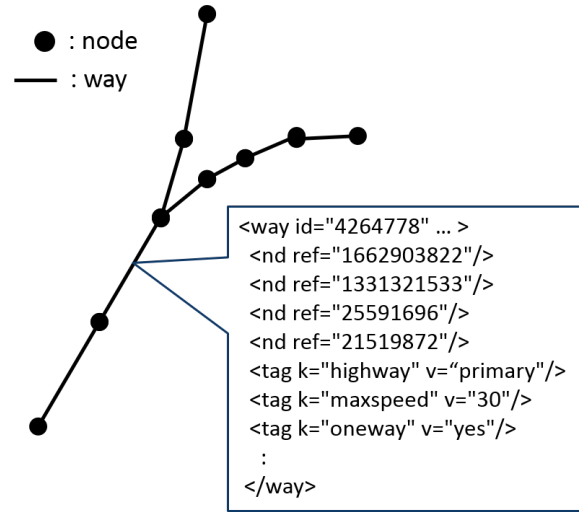 : node
: way
<way id="4264778" ... >
<nd ref="1662903822"/>
<nd ref="1331321533"/>
<nd ref="25591696"/>
<nd ref="21519872"/>
<tag k="highway" v=“primary"/>
<tag k="maxspeed" v="30"/>
<tag k="oneway" v="yes"/>
:
</way>